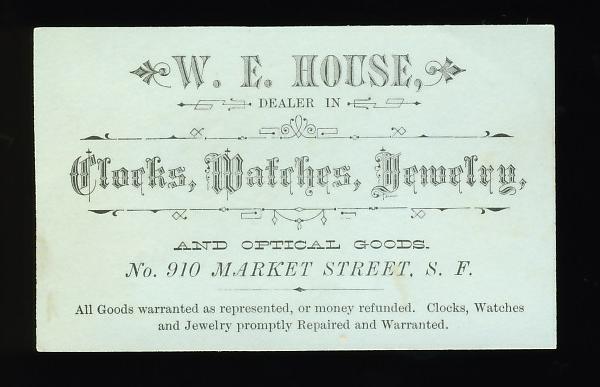 W. E. HOUSE,
DEALER IN
Clocks, Watches, Jewelry,
AND OPTICAL GOODS.
No. 910 MARKET STREET, S. F.
All Goods warranted as represented, or money refunded. Clocks, Watches
and Jewelry promptly Repaired and Warranted.